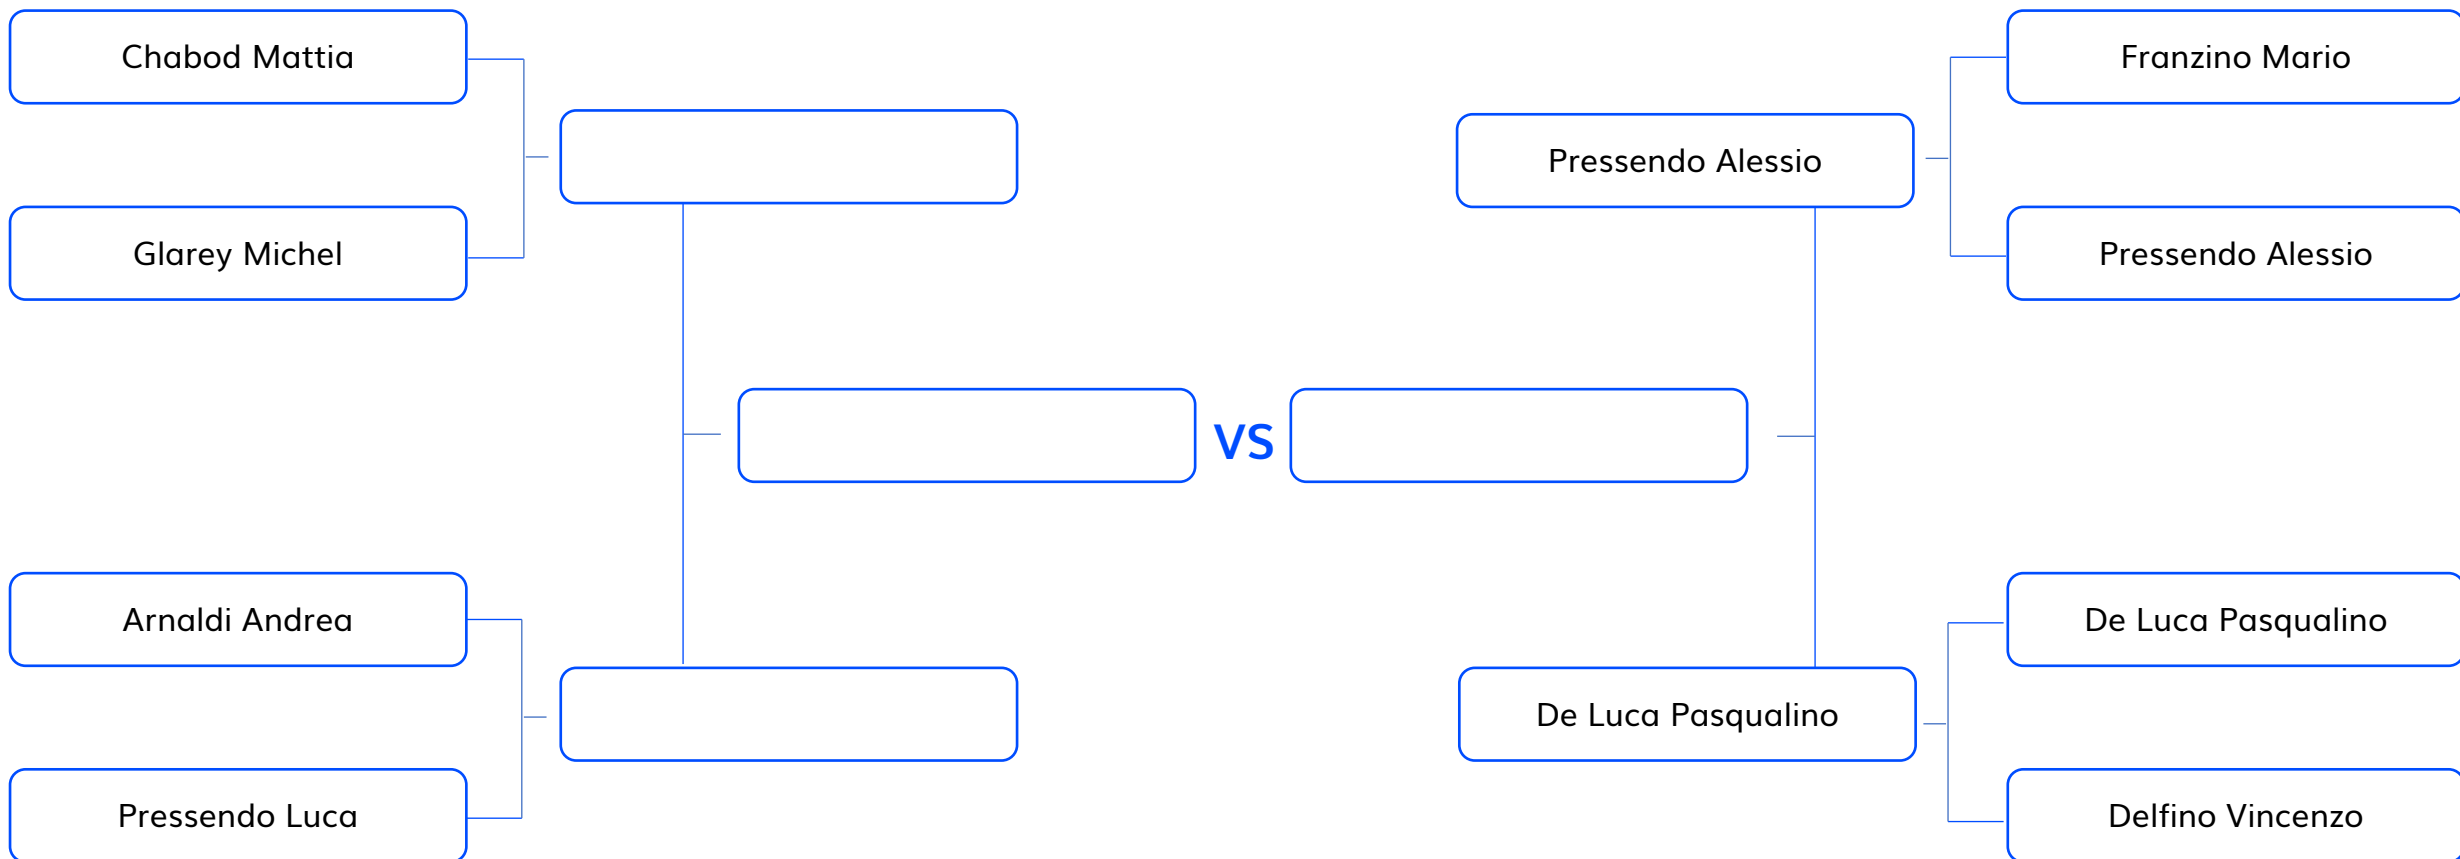 Chabod Mattia
Franzino Mario
Pressendo Alessio
Glarey Michel
Pressendo Alessio
VS
Arnaldi Andrea
De Luca Pasqualino
De Luca Pasqualino
Pressendo Luca
Delfino Vincenzo